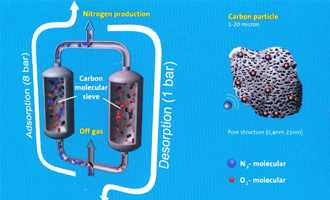 Nitrogen production
Adsorption (8 bar)
Carbon
molecular
sieve
Desorption (1 bar)
Off gas
Carbon particle
1-20 micron
Pore structure (0,4nm 25nm)
N₂- molecular
O₂- molecular